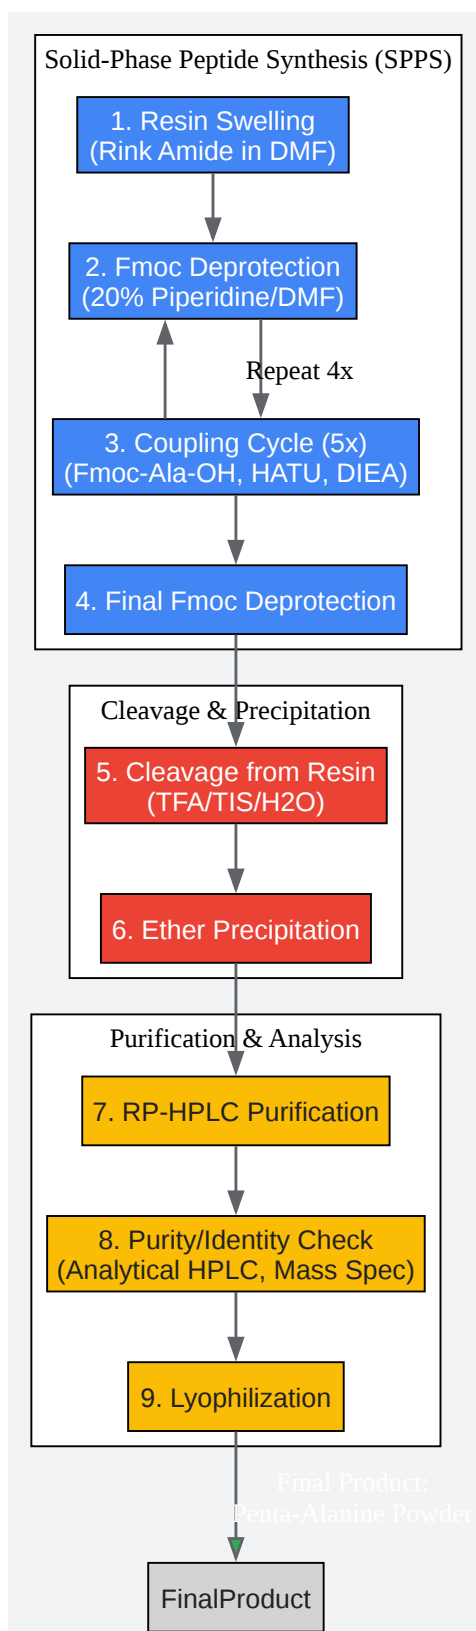 Solid-Phase Peptide Synthesis (SPPS)
1. Resin Swelling
(Rink Amide in DMF)
2. Fmoc Deprotection
(20% Piperidine/DMF)
Repeat 4x
3. Coupling Cycle (5x)
(Fmoc-Ala-OH, HATU, DIEA)
4. Final Fmoc Deprotection
Cleavage & Precipitation
5. Cleavage from Resin
(TFA/TIS/H2O)
6. Ether Precipitation
Purification & Analysis
7. RP-HPLC Purification
8. Purity/Identity Check
(Analytical HPLC, Mass Spec)
9. Lyophilization
Final Product:
Penta-Alanine Powder
FinalProduct